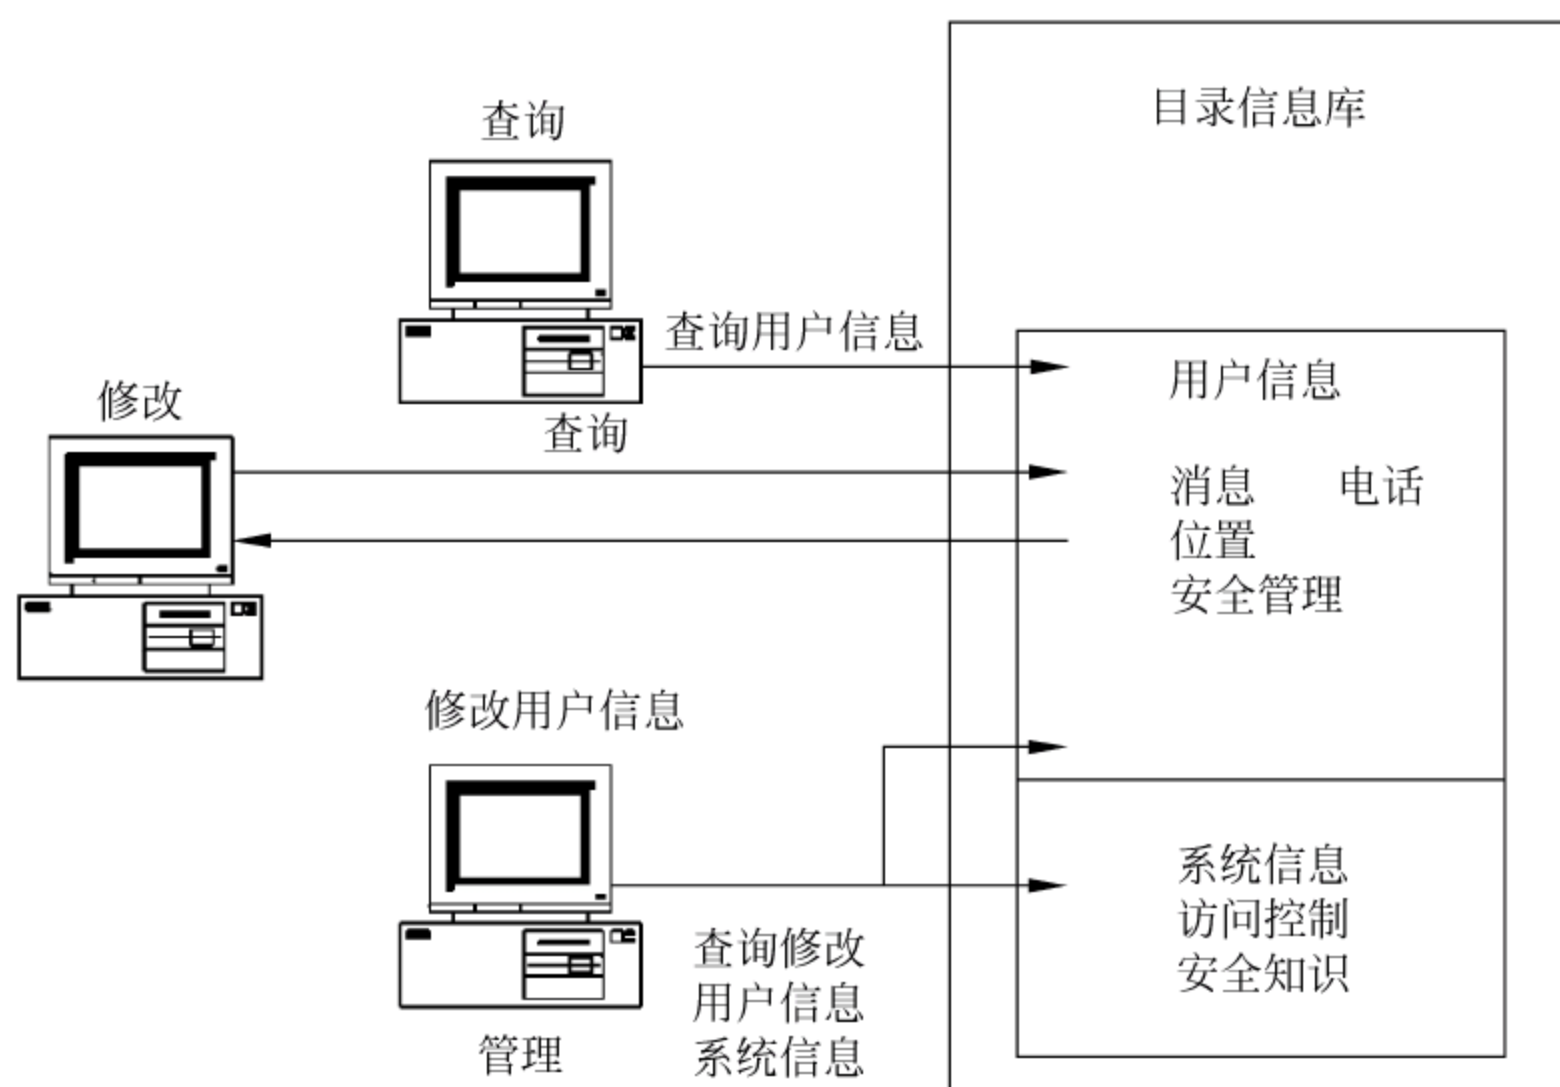 目录信息库
查询
查询用户信息
修改
查询
用户信息
消息 电话
位置
安全管理
修改用户信息
系统信息
访问控制
安全知识
查询修改
用户信息
系统信息
管理